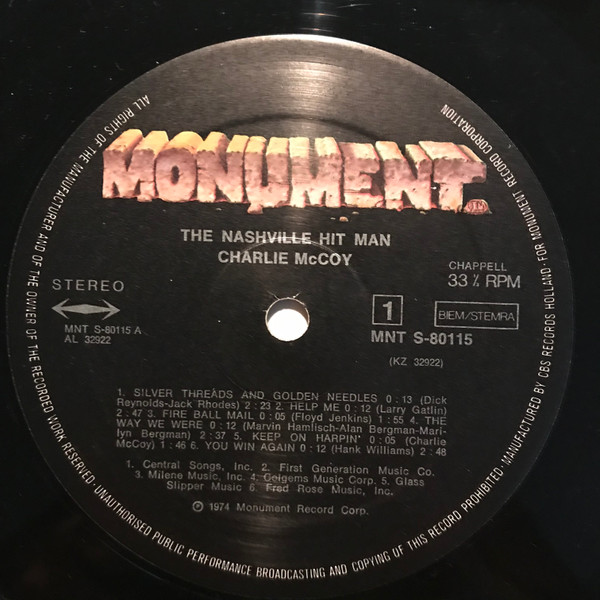 MONUMENT
THE NASHVILLE HIT MAN
CHARLIE McCOY
STEREO
MNT S-80115 A
AL 32922
CHAPPELL
33⅓ RPM
1
BIEM/STEMRA
MNT S-80115
(KZ 32922)
1. SILVER THREADS AND GOLDEN NEEDLES 0:13 (Dick
Reynolds-Jack Rhodes) 2:23 2. HELP ME 0:12 (Larry Gatlin)
2:47 3. FIRE BALL MAIL 0:05 (Floyd Jenkins) 1:55 4. THE
WAY WE WERE 0:12 (Marvin Hamfisch-Alan Bergman-Mari-
lyn Bergman) 2:37 5. KEEP ON HARPIN' 0:05 (Charlie
McCoy) 1:46 6. YOU WIN AGAIN 0:12 (Hank Williams) 2:48
1. Central Songs, Inc. 2. First Generation Music Co.
3. Milene Music, Inc. 4. Colgems Music Corp. 5. Glass
Slipper Music 6. Fred Rose Music, Inc.
℗ 1974 Monument Record Corp.
ALL RIGHTS OF THE MANUFACTURER AND OF THE OWNER OF THE RECORDED WORK RESERVED·UNAUTHORISED PUBLIC PERFORMANCE BROADCASTING AND COPYING OF THIS RECORD PROHIBITED·MANUFACTURED BY CBS RECORDS HOLLAND·FOR MONUMENT RECORD CORPORATION